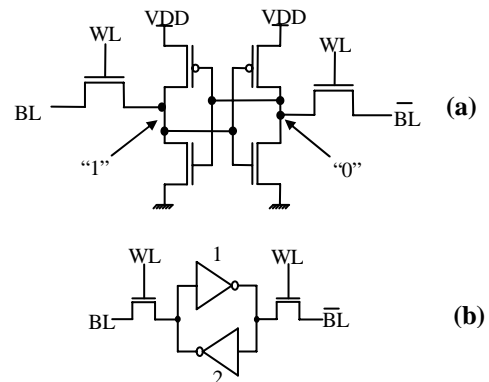 VDD VDD
WL WL
BL BL (a)
“1” “0”
1
WL WL
BL BL (b)
2